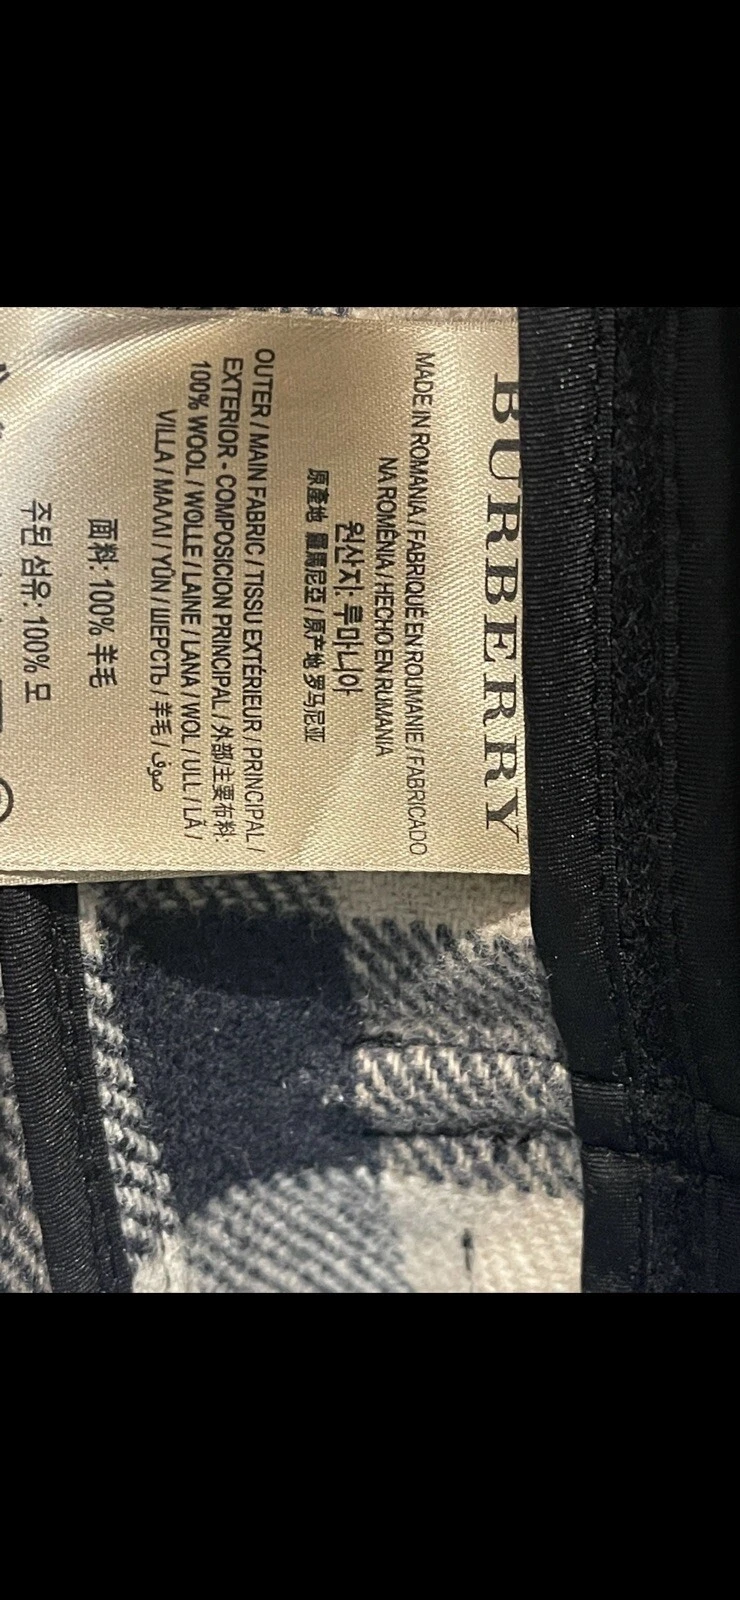 BURBERRY
MADE IN ROMANIA / FABRIQUÉ EN ROUMANIE / FABRICADO
NA ROMÊNIA / HECHO EN RUMANIA
원산지: 루마니아
原產地 羅馬尼亞 / 原产地 罗马尼亚
OUTER / MAIN FABRIC / TISSU EXTÉRIEUR / PRINCIPAL /
EXTERIOR - COMPOSICION PRINCIPAL / 外部/主要布料:
100% WOOL / WOLLE / LAINE / LANA / WOL / ULL / LÃ /
VILLA / ΜΑΛΛΙ / YÜN / ШЕРСТЬ / 羊毛 / صوف
面料: 100% 羊毛
주된 섬유: 100% 모